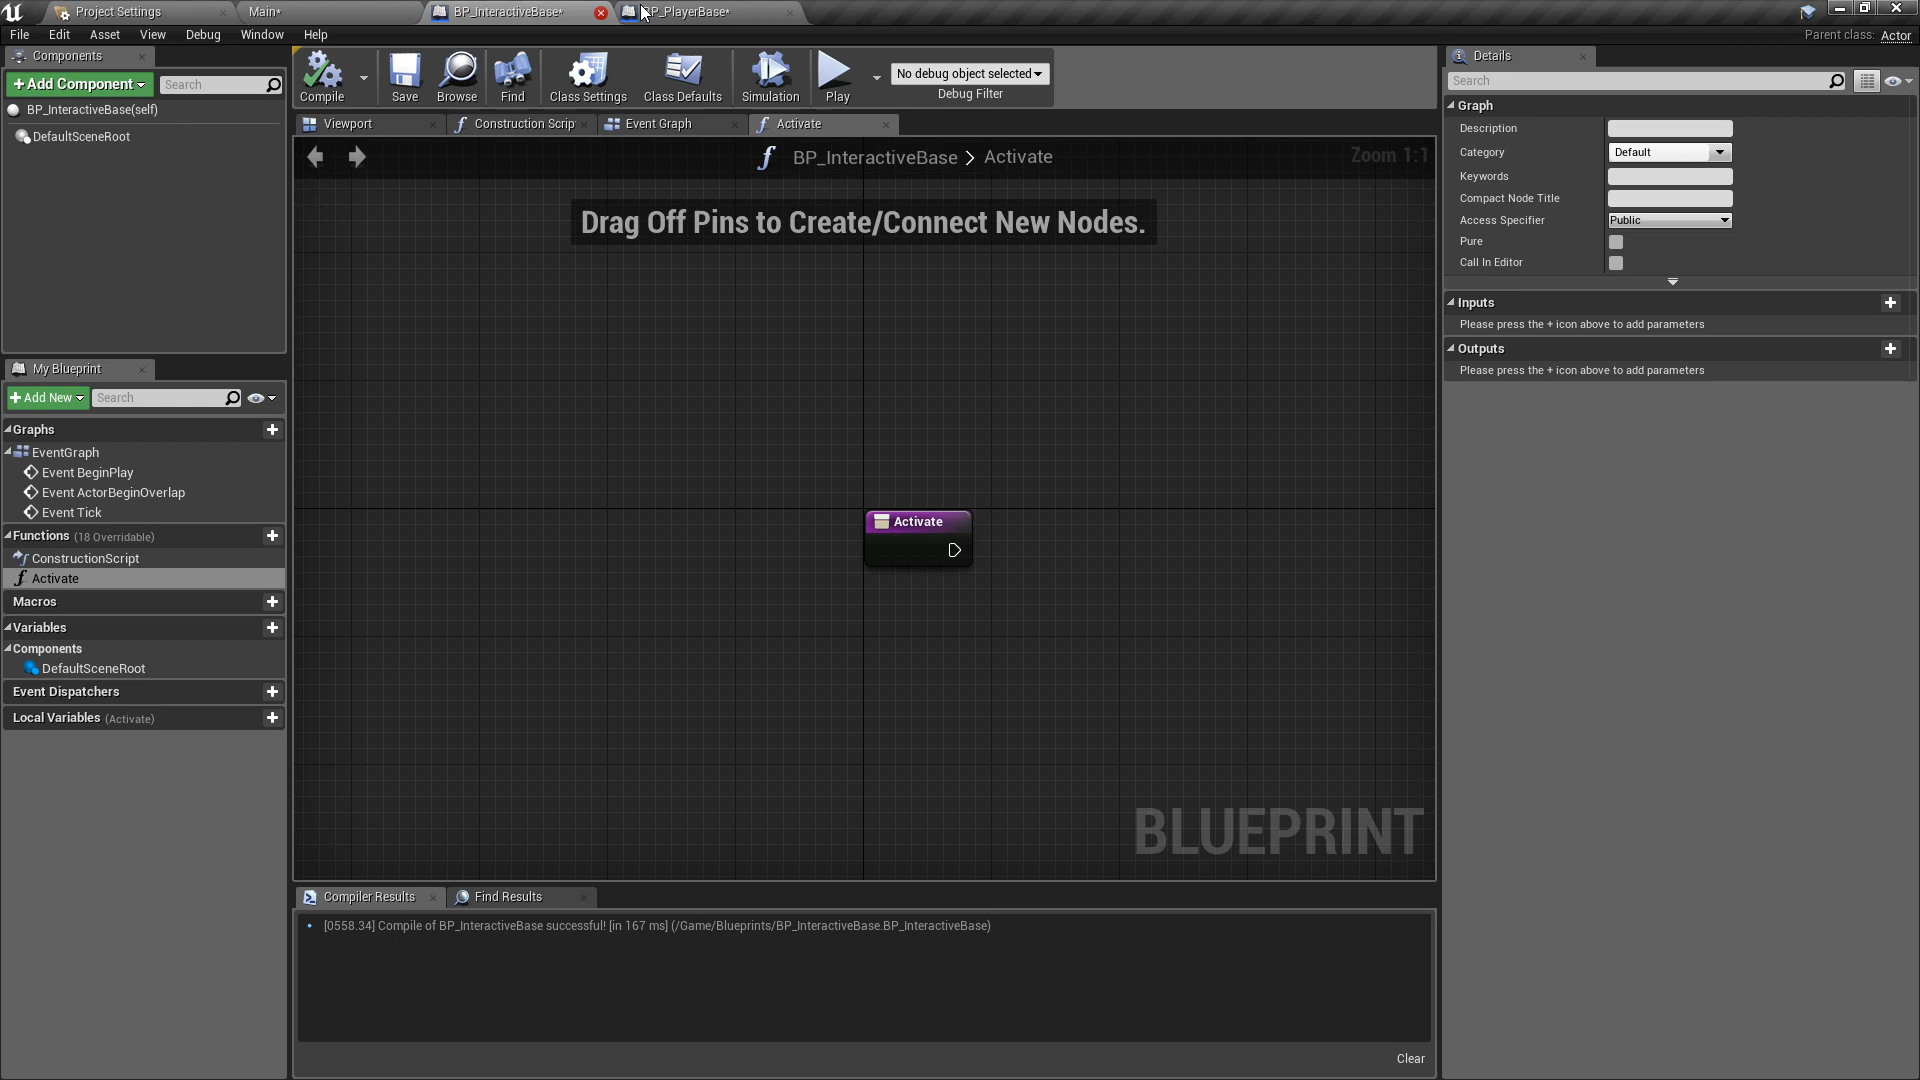 Project Settings
Main*
BP_InteractiveBase*
BP_PlayerBase*
File Edit Asset View Debug Window Help
Parent class: Actor
Components
+Add Component
Search
BP_InteractiveBase(self)
DefaultSceneRoot
Compile
Save
Browse
Find
Class Settings
Class Defaults
Simulation
Play
No debug object selected
Debug Filter
Viewport
Construction Scrip
Event Graph
Activate
BP_InteractiveBase > Activate
Zoom 1:1
Drag Off Pins to Create/Connect New Nodes.
Activate
BLUEPRINT
My Blueprint
+Add New
Search
Graphs
EventGraph
Event BeginPlay
Event ActorBeginOverlap
Event Tick
Functions (18 Overridable)
ConstructionScript
Activate
Macros
Variables
Components
DefaultSceneRoot
Event Dispatchers
Local Variables (Activate)
Compiler Results
Find Results
[0558.34] Compile of BP_InteractiveBase successful! [in 167 ms] (/Game/Blueprints/BP_InteractiveBase.BP_InteractiveBase)
Clear
Details
Search
Graph
Description
Category Default
Keywords
Compact Node Title
Access Specifier Public
Pure
Call In Editor
Inputs
Please press the + icon above to add parameters
Outputs
Please press the + icon above to add parameters